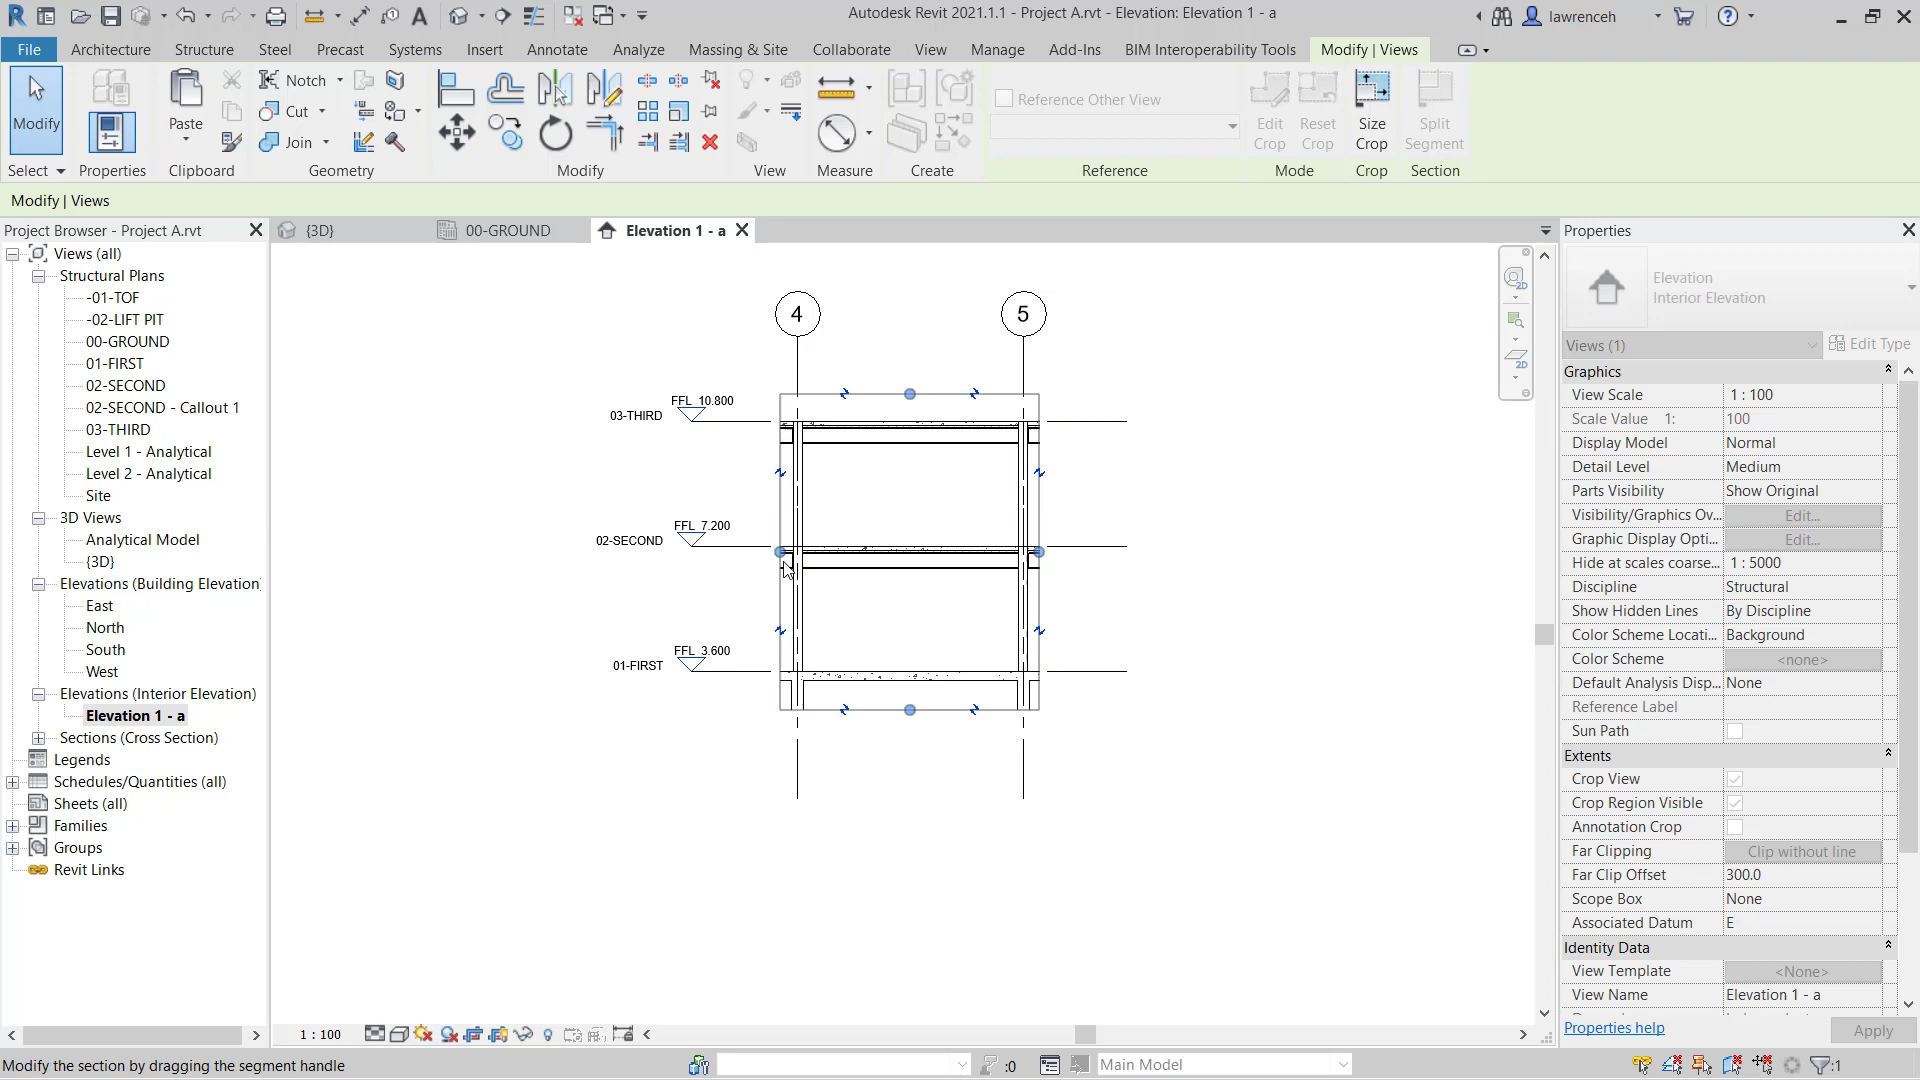 Autodesk Revit 2021.1.1 - Project A.rvt - Elevation: Elevation 1 - a
lawrenceh
File Architecture Structure Steel Precast Systems Insert Annotate Analyze Massing & Site Collaborate View Manage Add-Ins BIM Interoperability Tools Modify | Views
Modify
Paste
Notch
Cut
Join
Reference Other View
Edit Crop
Reset Crop
Size Crop
Split Segment
Select Properties Clipboard Geometry Modify View Measure Create Reference Mode Crop Section
Modify | Views
Project Browser - Project A.rvt
{3D}
00-GROUND
Elevation 1 - a
Properties
Views (all)
Structural Plans
-01-TOF
-02-LIFT PIT
00-GROUND
01-FIRST
02-SECOND
02-SECOND - Callout 1
03-THIRD
Level 1 - Analytical
Level 2 - Analytical
Site
3D Views
Analytical Model
{3D}
Elevations (Building Elevation)
East
North
South
West
Elevations (Interior Elevation)
Elevation 1 - a
Sections (Cross Section)
Legends
Schedules/Quantities (all)
Sheets (all)
Families
Groups
Revit Links
4
5
FFL 10.800
03-THIRD
FFL 7.200
02-SECOND
FFL 3.600
01-FIRST
2D
2D
Elevation
Interior Elevation
Views (1)
Edit Type
Graphics
View Scale 1 : 100
Scale Value 1: 100
Display Model Normal
Detail Level Medium
Parts Visibility Show Original
Visibility/Graphics Ov... Edit...
Graphic Display Opti... Edit...
Hide at scales coarse... 1 : 5000
Discipline Structural
Show Hidden Lines By Discipline
Color Scheme Locati... Background
Color Scheme <none>
Default Analysis Disp... None
Reference Label
Sun Path
Extents
Crop View
Crop Region Visible
Annotation Crop
Far Clipping Clip without line
Far Clip Offset 300.0
Scope Box None
Associated Datum E
Identity Data
View Template <None>
View Name Elevation 1 - a
Properties help
Apply
1 : 100
Modify the section by dragging the segment handle
:0
Main Model
:1